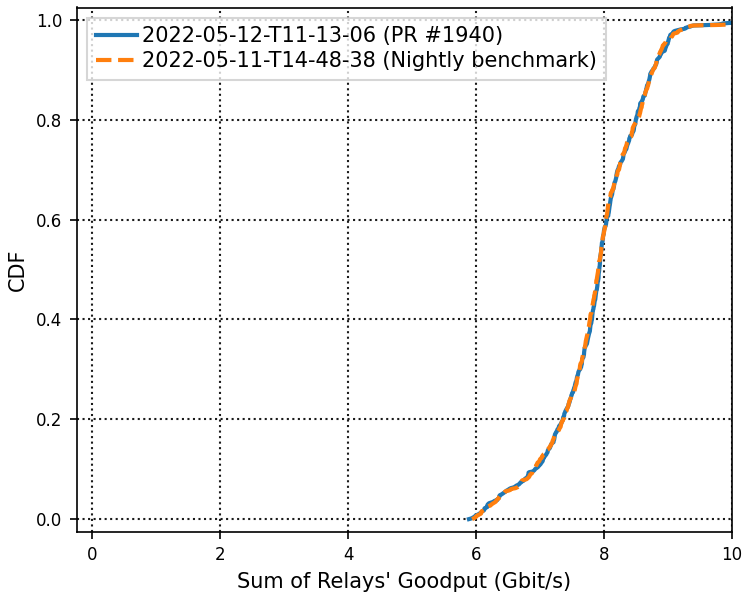 2022-05-12-T11-13-06 (PR #1940)
2022-05-11-T14-48-38 (Nightly benchmark)
1.0
0.8
0.6
0.4
0.2
0.0
CDF
0 2 4 6 8 10
Sum of Relays' Goodput (Gbit/s)